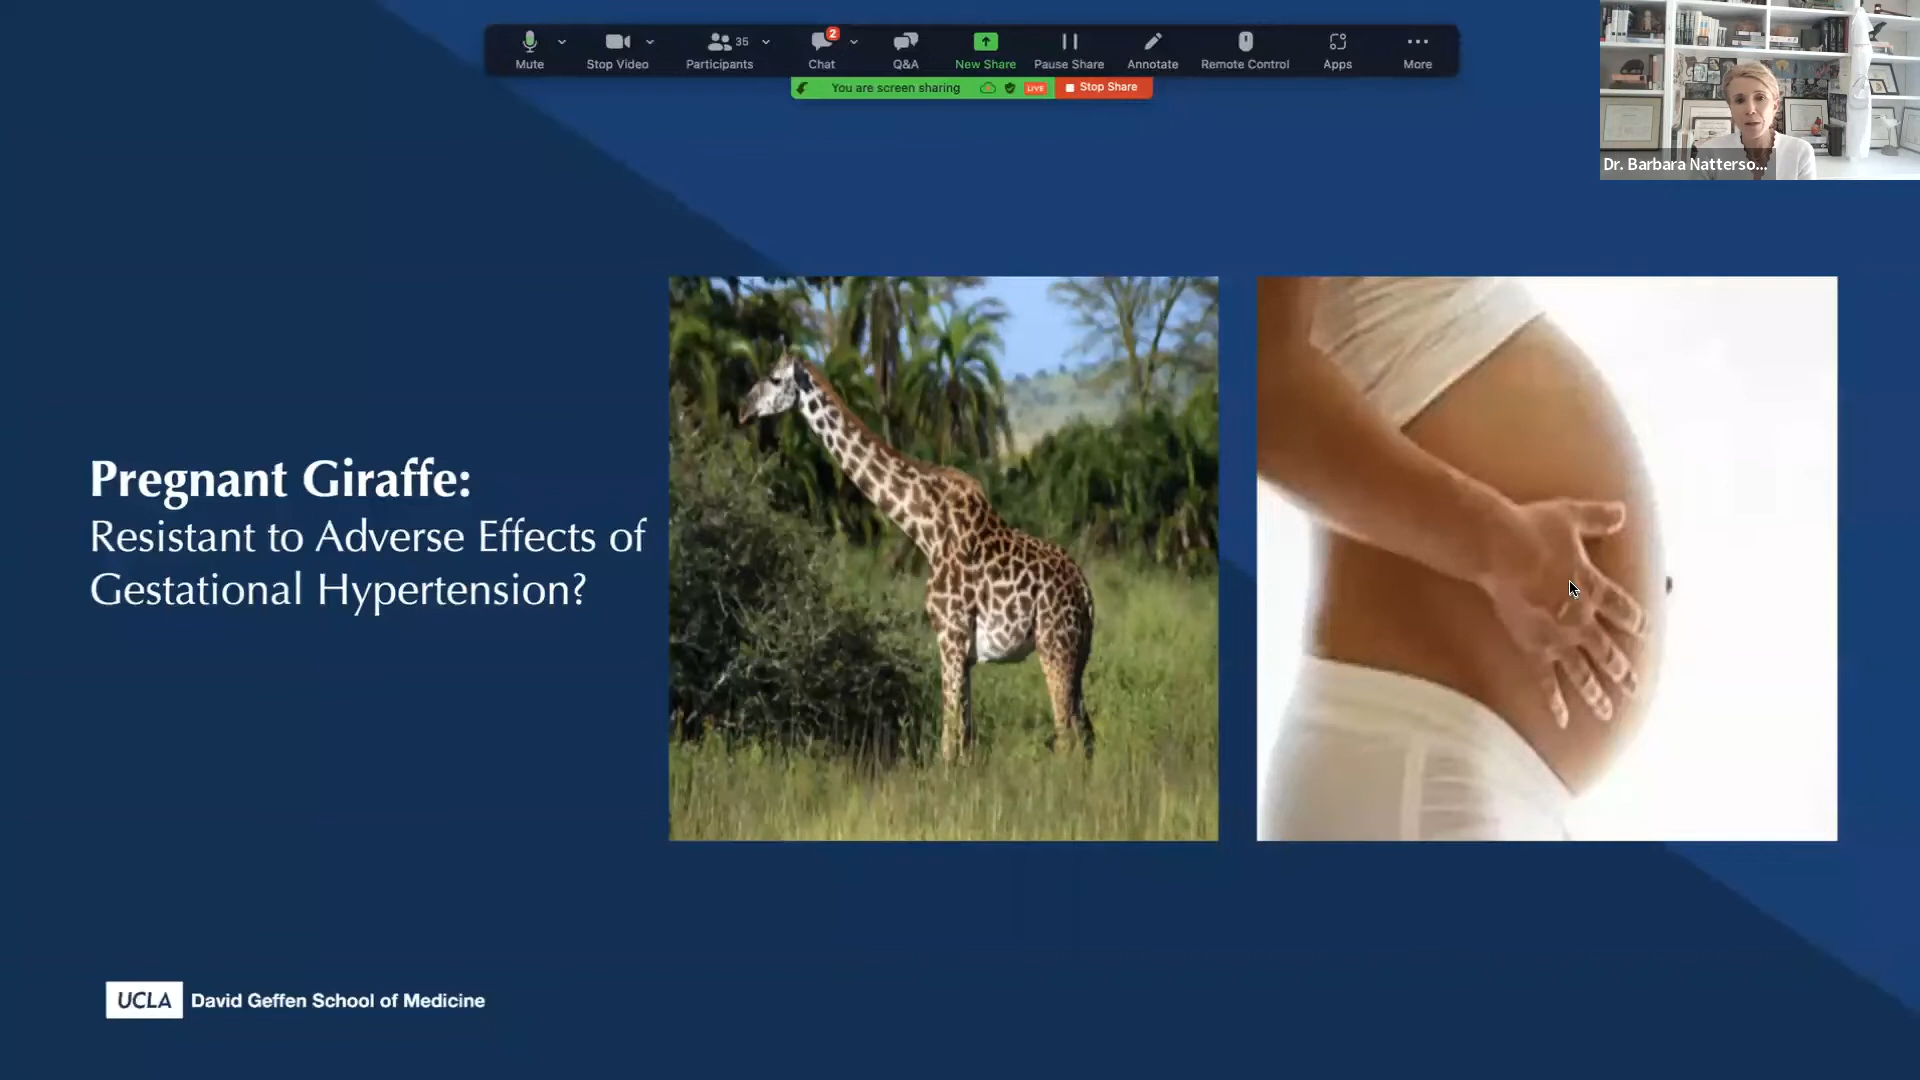 Mute
Stop Video
Participants
35
Chat
2
Q&A
New Share
Pause Share
Annotate
Remote Control
Apps
More
You are screen sharing
LIVE
Stop Share
Dr. Barbara Natterso...
Pregnant Giraffe:
Resistant to Adverse Effects of
Gestational Hypertension?
UCLA David Geffen School of Medicine